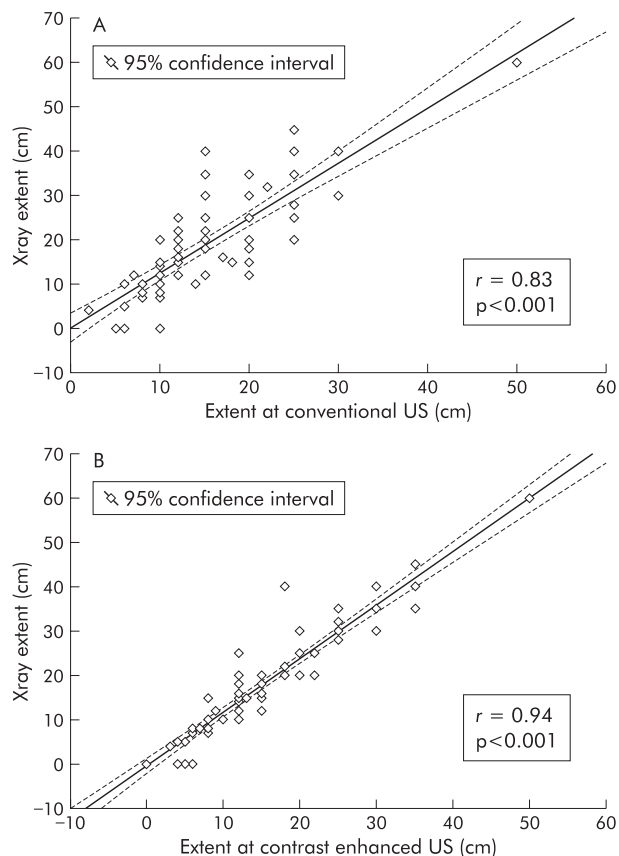 A
95% confidence interval
70
60
50
40
30
20
10
0
−10
Xray extent (cm)
r = 0.83
p<0.001
0 10 20 30 40 50 60
Extent at conventional US (cm)
B
95% confidence interval
70
60
50
40
30
20
10
0
−10
Xray extent (cm)
r = 0.94
p<0.001
−10 0 10 20 30 40 50 60
Extent at contrast enhanced US (cm)